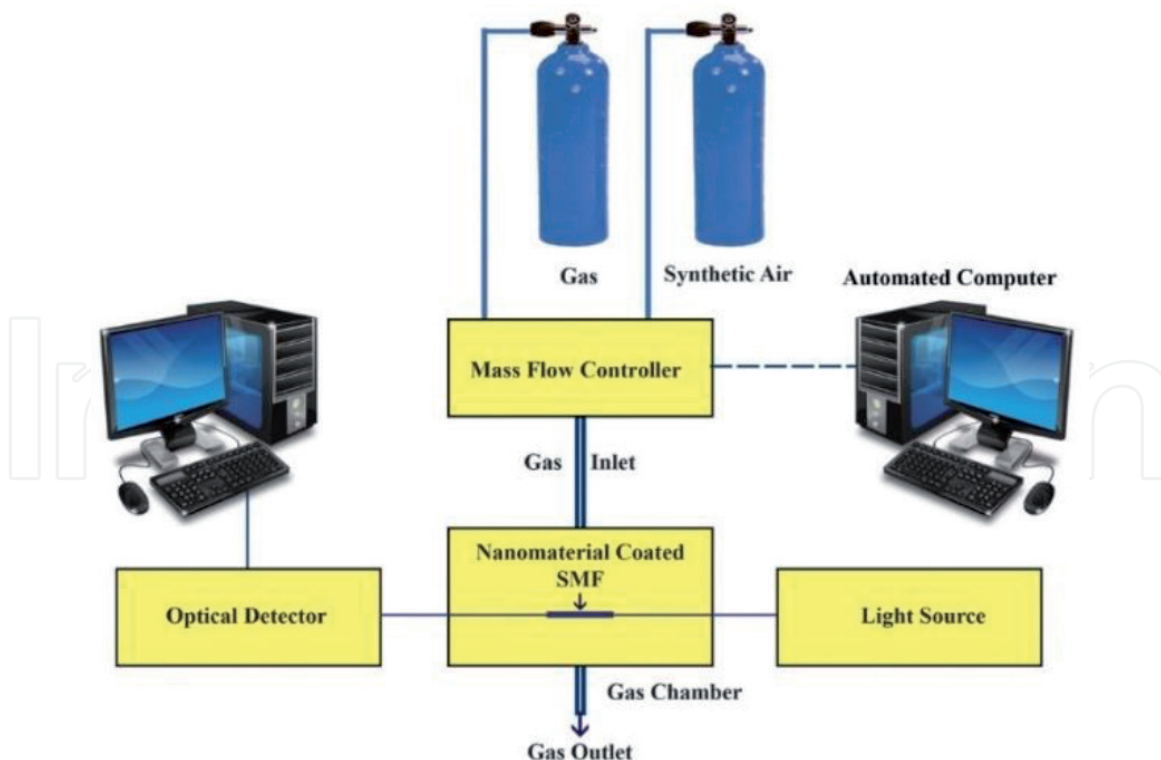 Gas
Synthetic Air
Automated Computer
Mass Flow Controller
Gas Inlet
Nanomaterial Coated
SMF
Optical Detector
Light Source
Gas Chamber
Gas Outlet